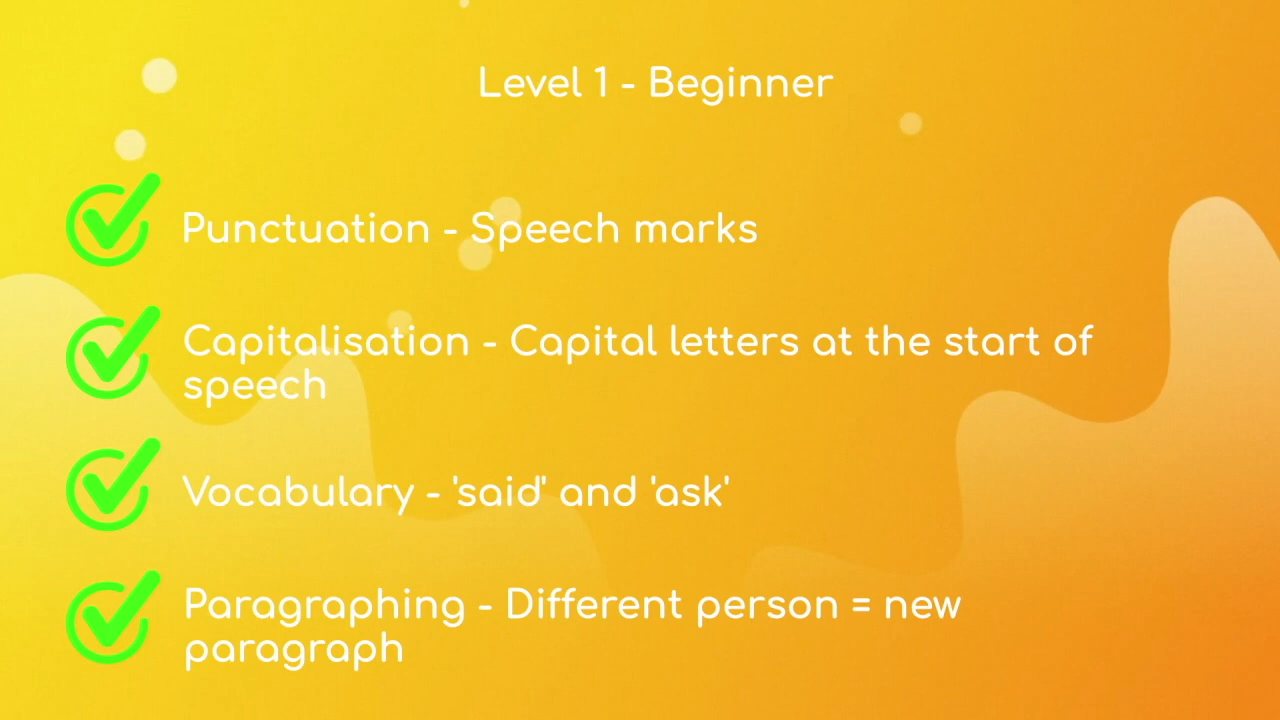 Level 1 - Beginner
Punctuation - Speech marks
Capitalisation - Capital letters at the start of
speech
Vocabulary - 'said' and 'ask'
Paragraphing - Different person = new
paragraph